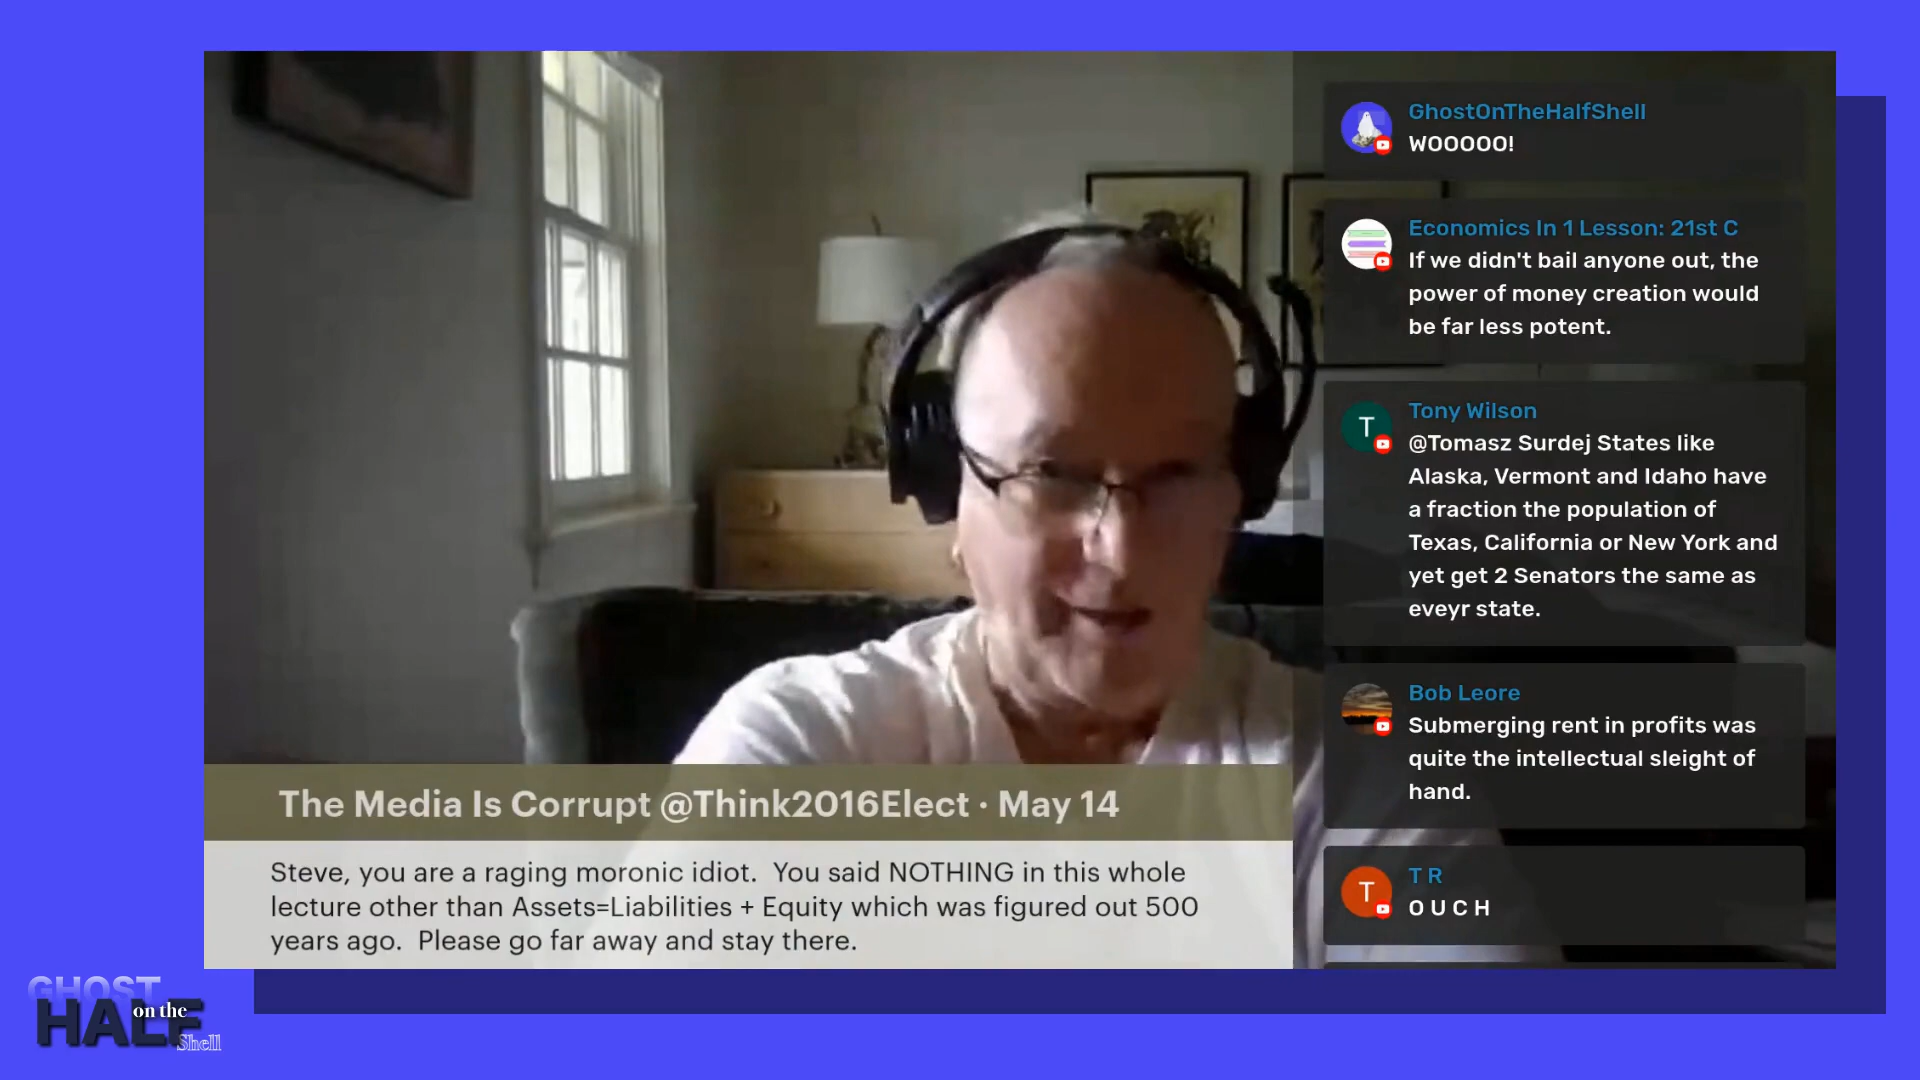 GhostOnTheHalfShell
WOOOOO!
Economics In 1 Lesson: 21st C
If we didn't bail anyone out, the
power of money creation would
be far less potent.
T
Tony Wilson
@Tomasz Surdej States like
Alaska, Vermont and Idaho have
a fraction the population of
Texas, California or New York and
yet get 2 Senators the same as
eveyr state.
Bob Leore
Submerging rent in profits was
quite the intellectual sleight of
hand.
T
T R
O U C H
The Media Is Corrupt @Think2016Elect · May 14
Steve, you are a raging moronic idiot.  You said NOTHING in this whole
lecture other than Assets=Liabilities + Equity which was figured out 500
years ago.  Please go far away and stay there.
GHOST
on the
HALF
Shell